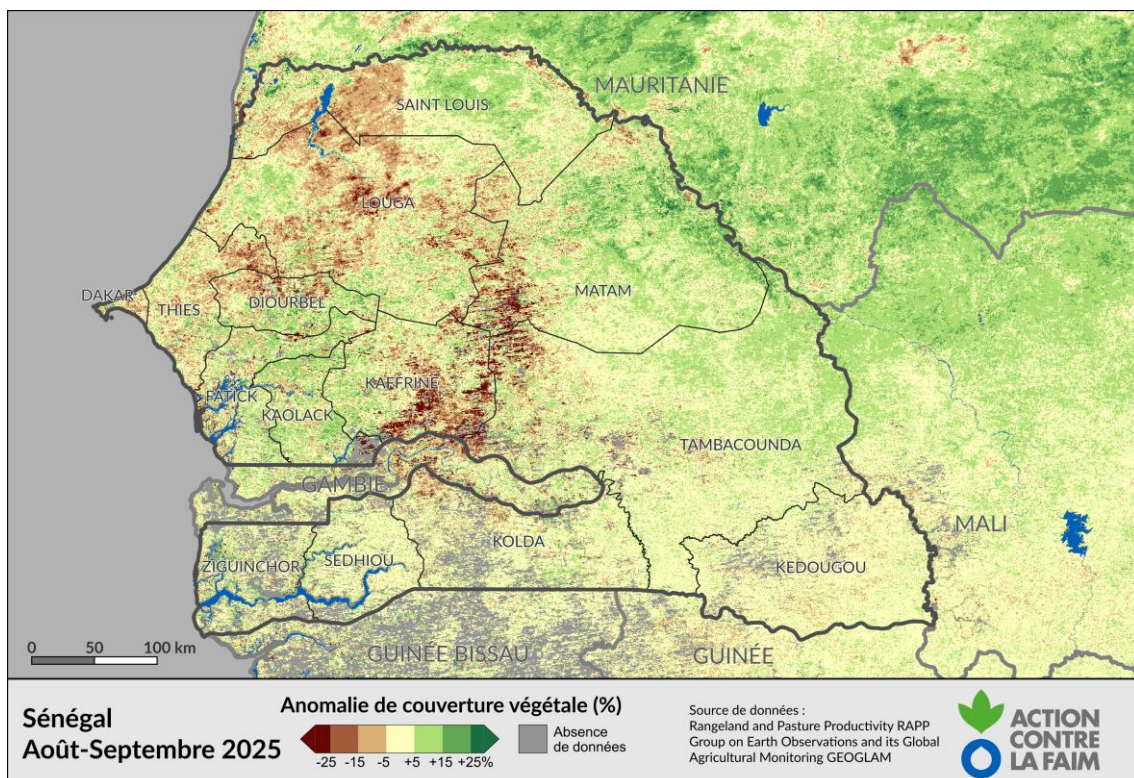 MAURITANIE
SAINT LOUIS
LOUGA
DAKAR
THIES
DIOURBEL
MATAM
FATICK
KAOLACK
KAFFRINE
TAMBACOUNDA
GAMBIE
ZIGUINCHOR
SEDHIOU
KOLDA
KEDOUGOU
MALI
GUINÉE BISSAU
GUINÉE
0 50 100 km
Sénégal
Août-Septembre 2025
Anomalie de couverture végétale (%)
-25 -15 -5 +5 +15 +25%
Absence
de données
Source de données :
Rangeland and Pasture Productivity RAPP
Group on Earth Observations and its Global
Agricultural Monitoring GEOGLAM
ACTION
CONTRE
LA FAIM